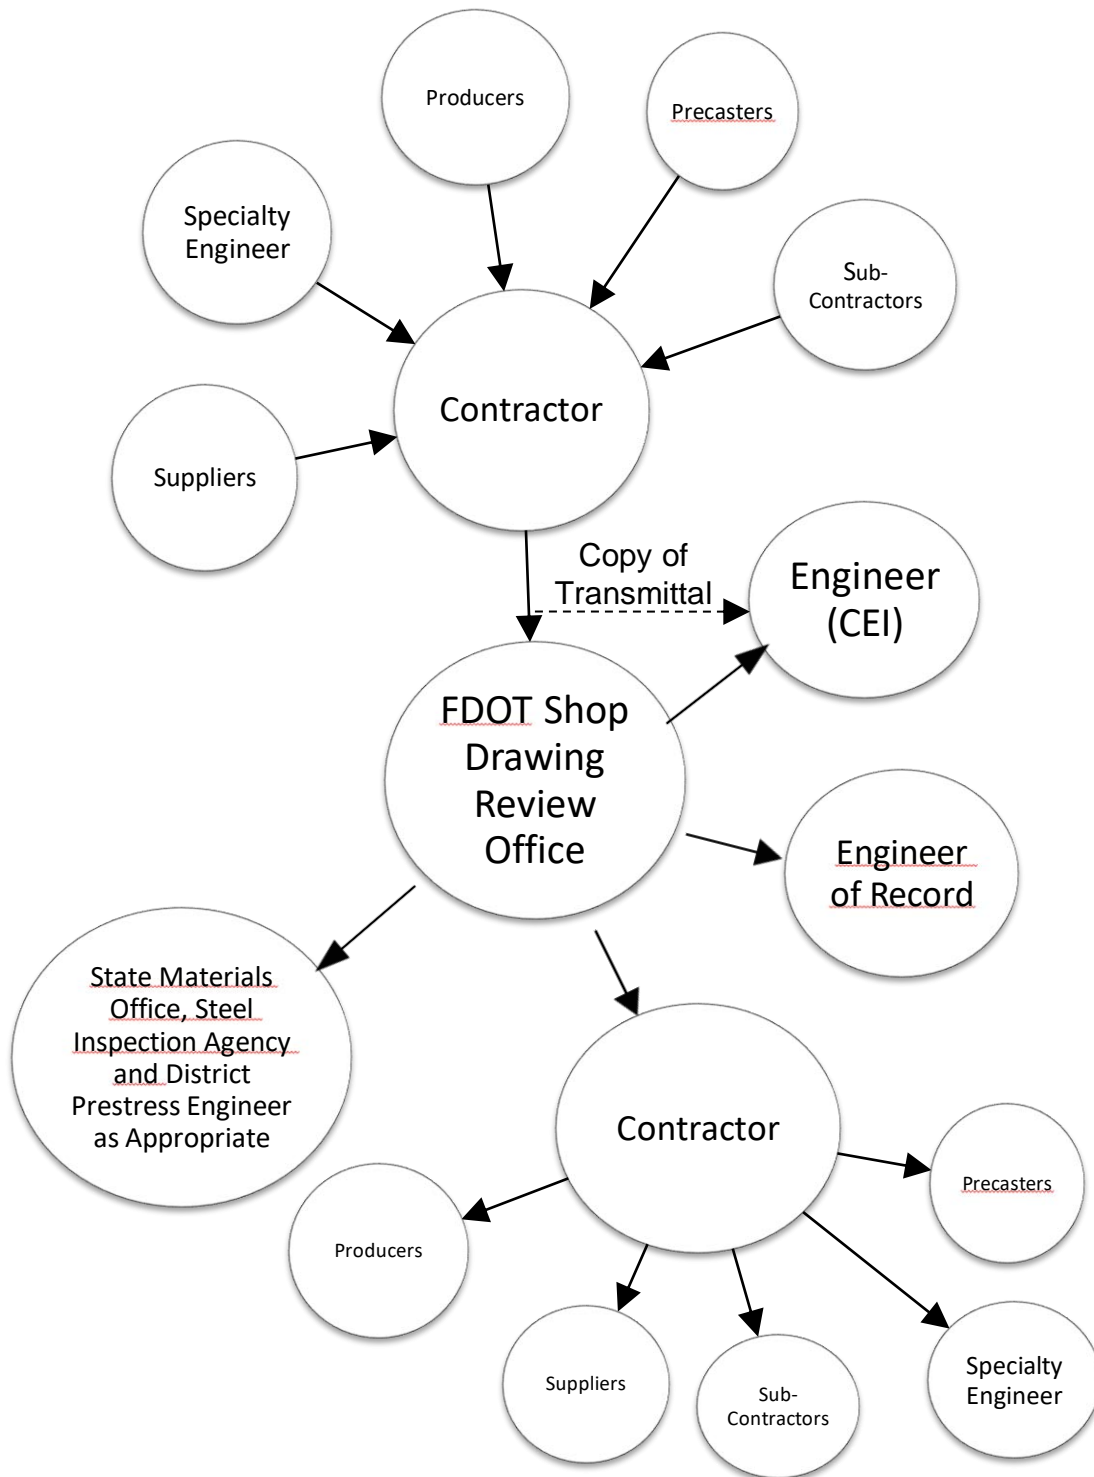 Producers
Precasters
Specialty
Engineer
Sub-
Contractors
Contractor
Suppliers
Copy of
Transmittal
Engineer
(CEI)
FDOT Shop
Drawing
Review
Office
Engineer
of Record
State Materials
Office, Steel
Inspection Agency
and District
Prestress Engineer
as Appropriate
Contractor
Precasters
Producers
Suppliers
Sub-
Contractors
Specialty
Engineer